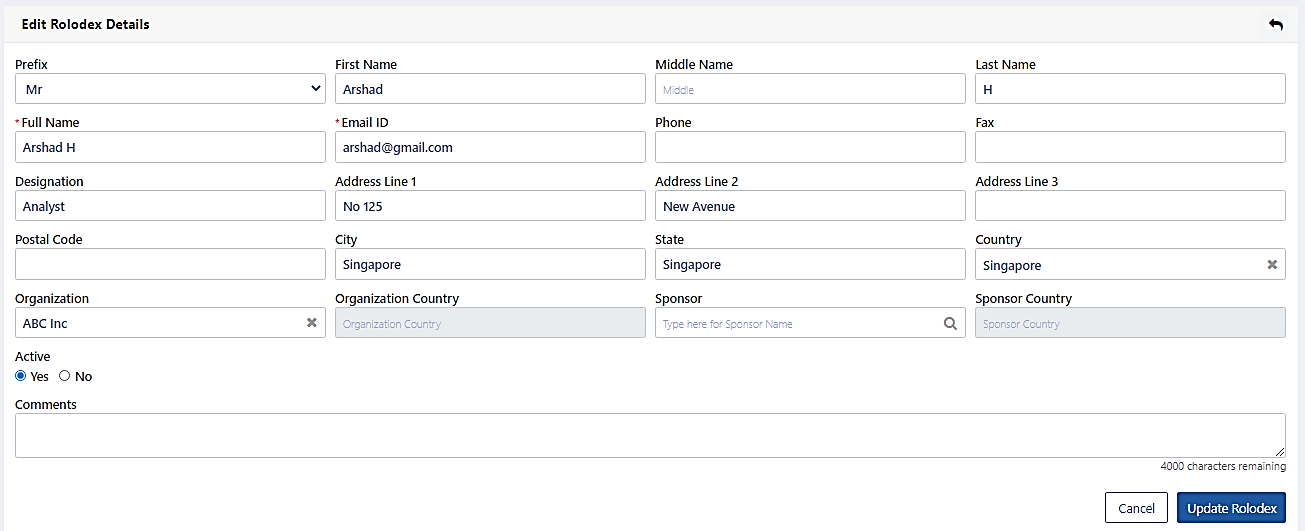 Edit Rolodex Details
Prefix First Name Middle Name Last Name
Mr Arshad Middle H
*Full Name *Email ID Phone Fax
Arshad H arshad@gmail.com
Designation Address Line 1 Address Line 2 Address Line 3
Analyst No 125 New Avenue
Postal Code City State Country
Singapore Singapore Singapore
Organization Organization Country Sponsor Sponsor Country
ABC Inc Organization Country Type here for Sponsor Name Sponsor Country
Active
Yes No
Comments
4000 characters remaining
Cancel Update Rolodex